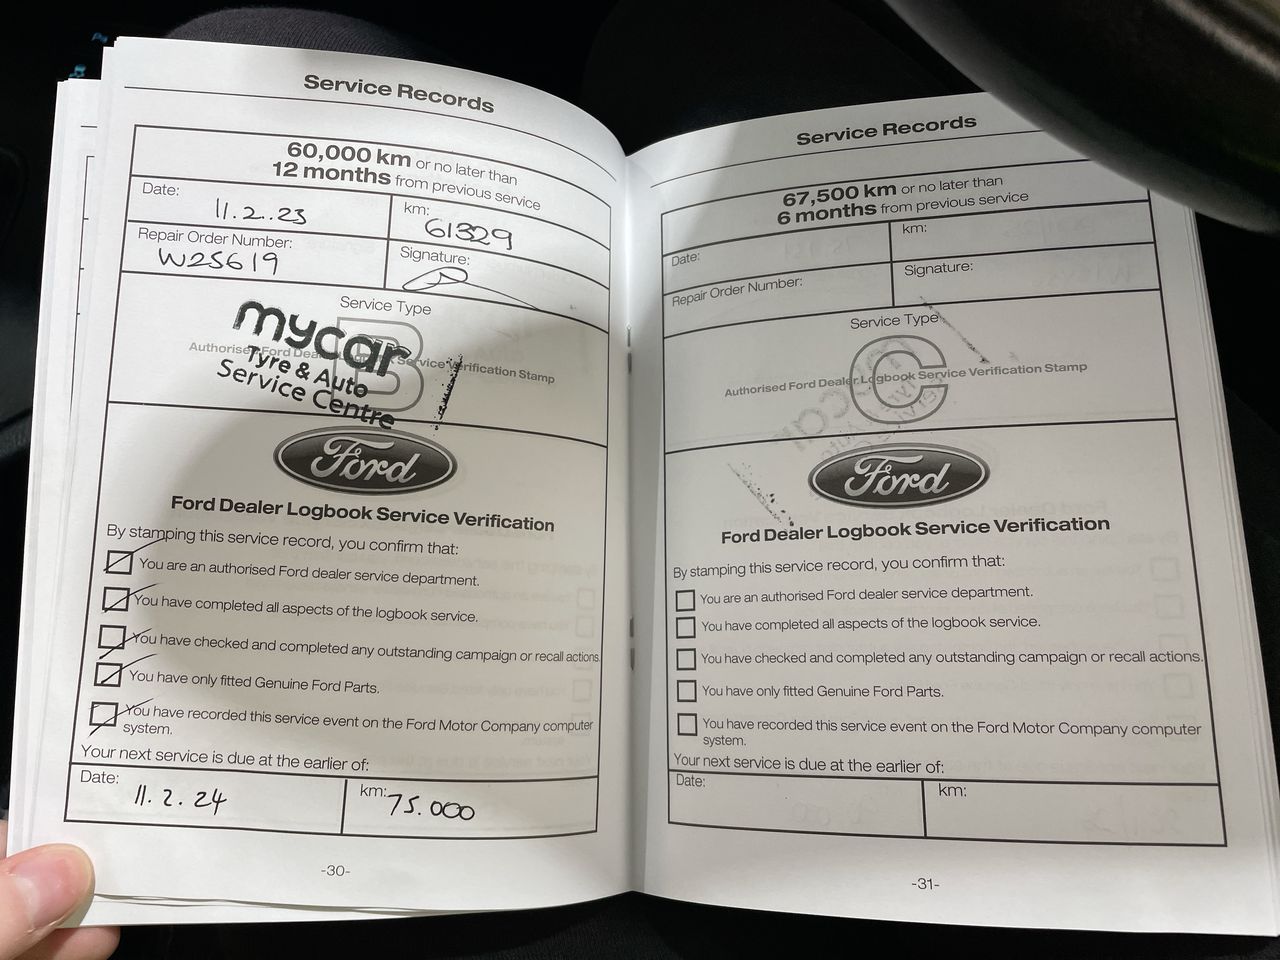 Service Records
60,000 km or no later than
12 months from previous service
Date:
11.2.23
km:
61329
Repair Order Number:
W25619
Signature:
Service Type
B
Authorised Ford Dealer Logbook Service Verification Stamp
mycar
Tyre & Auto
Service Centre
Ford
Ford Dealer Logbook Service Verification
By stamping this service record, you confirm that:
You are an authorised Ford dealer service department.
You have completed all aspects of the logbook service.
You have checked and completed any outstanding campaign or recall actions.
You have only fitted Genuine Ford Parts.
You have recorded this service event on the Ford Motor Company computer
system.
Your next service is due at the earlier of:
Date:
11.2.24
km:
75.000
-30-
Service Records
67,500 km or no later than
6 months from previous service
Date:
km:
Repair Order Number:
Signature:
Service Type
C
Authorised Ford Dealer Logbook Service Verification Stamp
Ford
Ford Dealer Logbook Service Verification
By stamping this service record, you confirm that:
You are an authorised Ford dealer service department.
You have completed all aspects of the logbook service.
You have checked and completed any outstanding campaign or recall actions.
You have only fitted Genuine Ford Parts.
You have recorded this service event on the Ford Motor Company computer
system.
Your next service is due at the earlier of:
Date:
km:
-31-